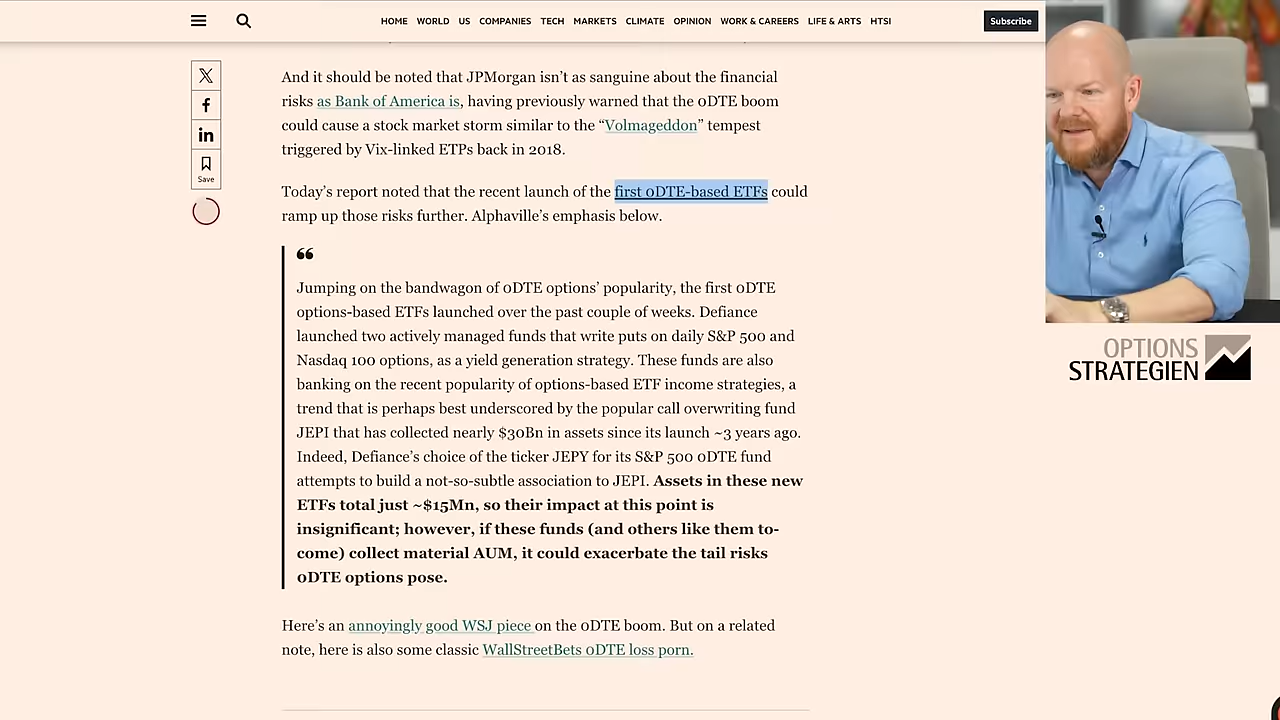 HOME WORLD US COMPANIES TECH MARKETS CLIMATE OPINION WORK & CAREERS LIFE & ARTS HTSI
Subscribe
And it should be noted that JPMorgan isn't as sanguine about the financial
risks as Bank of America is, having previously warned that the 0DTE boom
could cause a stock market storm similar to the “Volmageddon” tempest
triggered by Vix-linked ETPs back in 2018.
Save
Today's report noted that the recent launch of the first 0DTE-based ETFs could
ramp up those risks further. Alphaville's emphasis below.
“
Jumping on the bandwagon of 0DTE options' popularity, the first 0DTE
options-based ETFs launched over the past couple of weeks. Defiance
launched two actively managed funds that write puts on daily S&P 500 and
Nasdaq 100 options, as a yield generation strategy. These funds are also
banking on the recent popularity of options-based ETF income strategies, a
trend that is perhaps best underscored by the popular call overwriting fund
JEPI that has collected nearly $30Bn in assets since its launch ~3 years ago.
Indeed, Defiance's choice of the ticker JEPY for its S&P 500 0DTE fund
attempts to build a not-so-subtle association to JEPI. Assets in these new
ETFs total just ~$15Mn, so their impact at this point is
insignificant; however, if these funds (and others like them to-
come) collect material AUM, it could exacerbate the tail risks
0DTE options pose.
Here's an annoyingly good WSJ piece on the 0DTE boom. But on a related
note, here is also some classic WallStreetBets 0DTE loss porn.
OPTIONS
STRATEGIEN